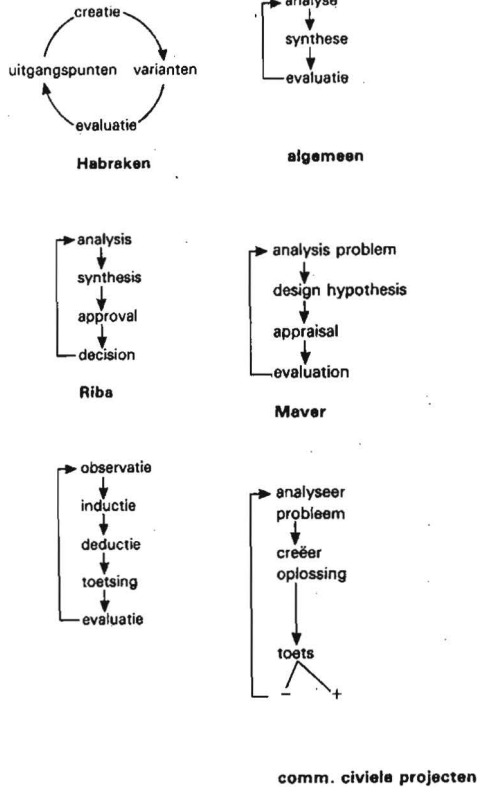 creatie
uitgangspunten varianten
evaluatie
Habraken
analyse
synthese
evaluatie
algemeen
analysis
synthesis
approval
decision
Riba
analysis problem
design hypothesis
appraisal
evaluation
Maver
observatie
inductie
deductie
toetsing
evaluatie
analyseer
probleem
creëer
oplossing
toets
− +
comm. civiele projecten